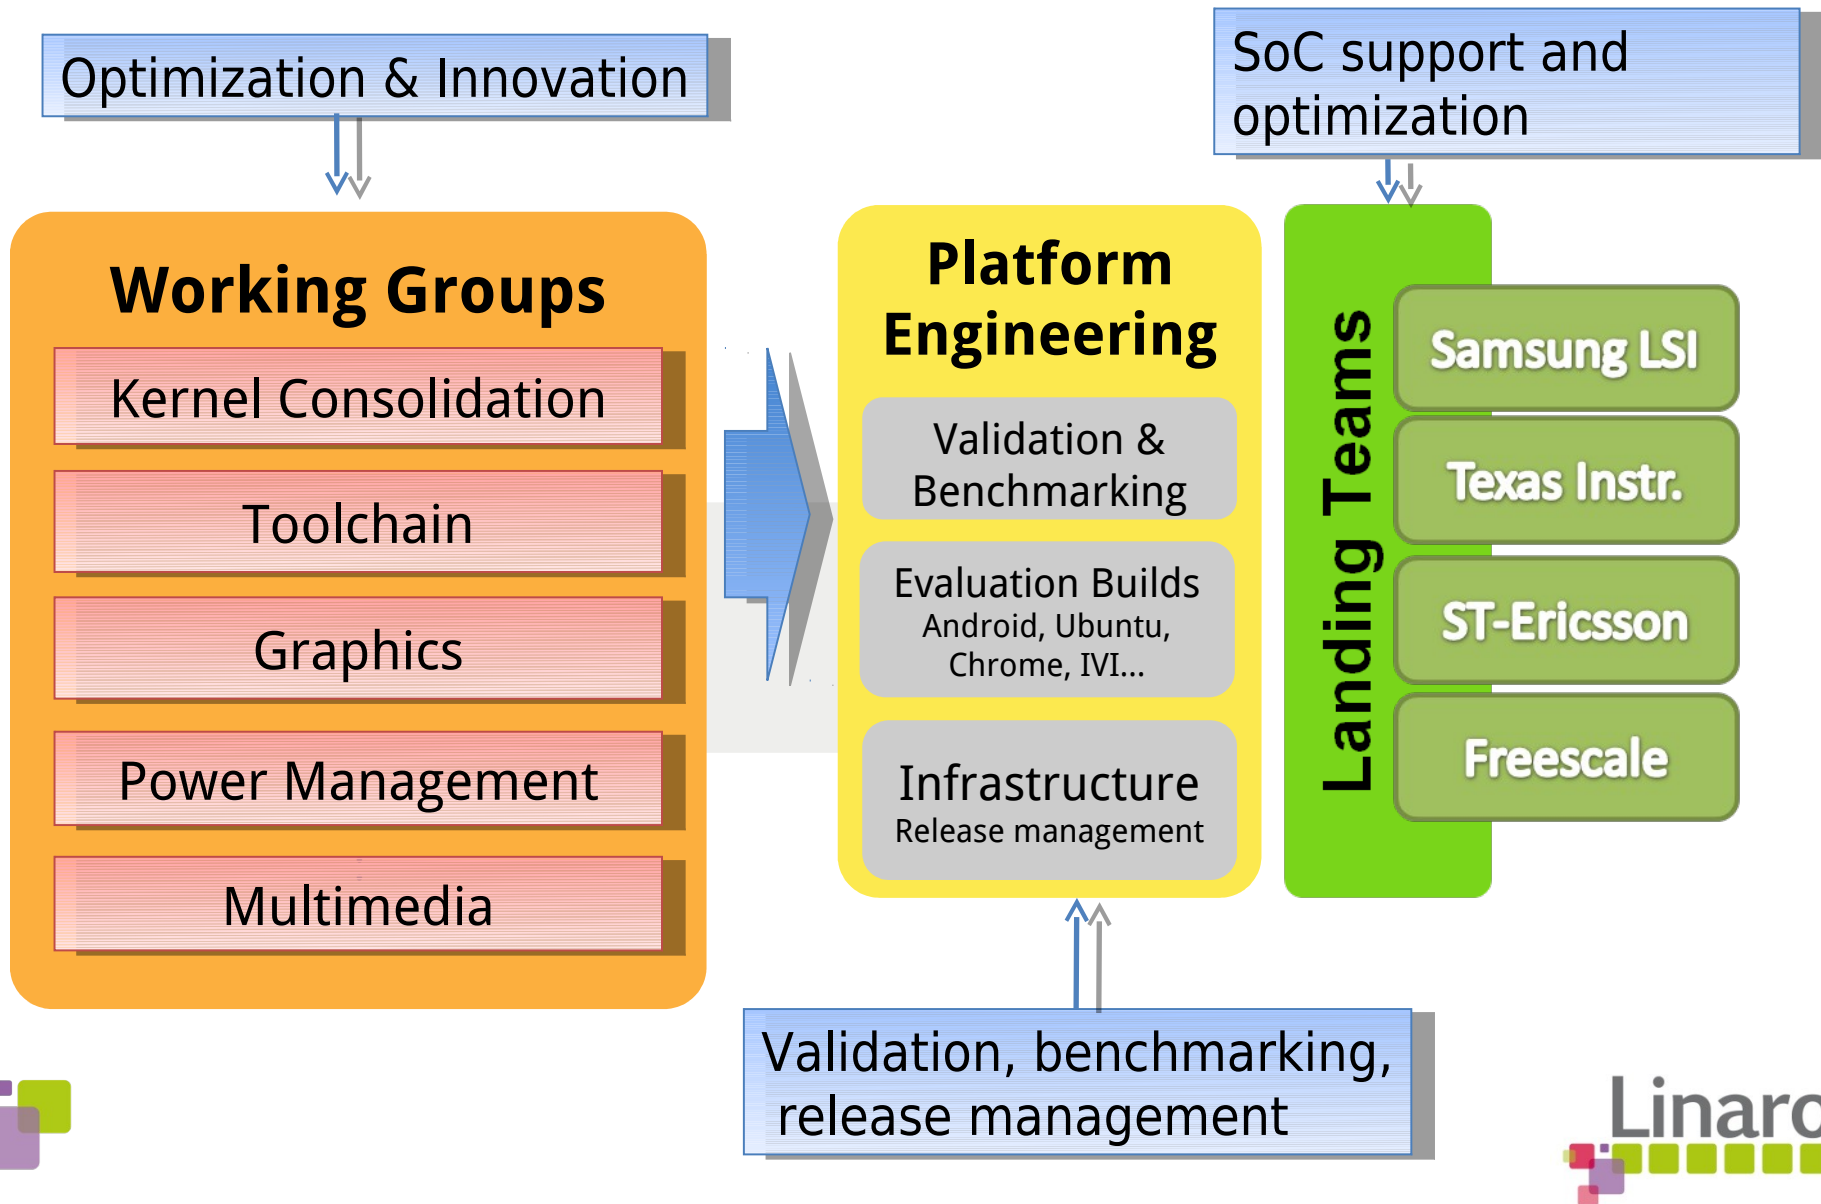 Optimization & Innovation
SoC support and
optimization
Working Groups
Kernel Consolidation
Toolchain
Graphics
Power Management
Multimedia
Platform
Engineering
Validation &
Benchmarking
Evaluation Builds
Android, Ubuntu,
Chrome, IVI...
Infrastructure
Release management
Landing Teams
Samsung LSI
Texas Instr.
ST-Ericsson
Freescale
Validation, benchmarking,
release management
Linaro